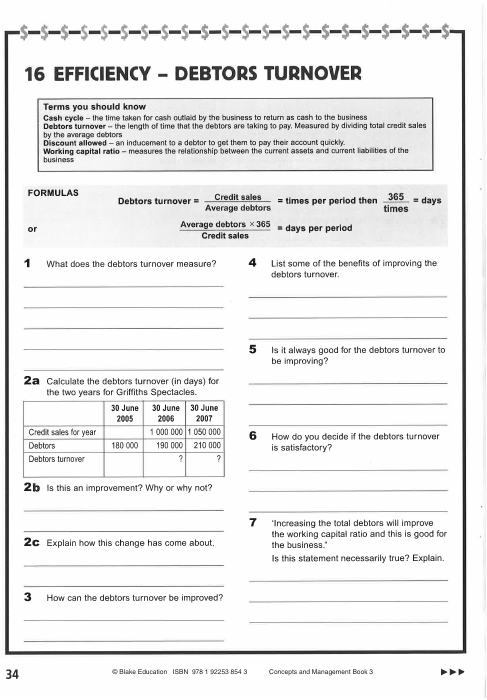 16 EFFICIENCY – DEBTORS TURNOVER
Terms you should know
Cash cycle – the time taken for cash outlaid by the business to return as cash to the business
Debtors turnover – the length of time that the debtors are taking to pay. Measured by dividing total credit sales
by the average debtors
Discount allowed – an inducement to a debtor to get them to pay their account quickly.
Working capital ratio – measures the relationship between the current assets and current liabilities of the
business
FORMULAS
Debtors turnover = Credit sales / Average debtors = times per period then 365 / times = days
or
Average debtors × 365 / Credit sales = days per period
1 What does the debtors turnover measure?
2a Calculate the debtors turnover (in days) for
the two years for Griffiths Spectacles.
30 June 2005 30 June 2006 30 June 2007
Credit sales for year 1 000 000 1 050 000
Debtors 180 000 190 000 210 000
Debtors turnover ? ?
2b Is this an improvement? Why or why not?
2c Explain how this change has come about.
3 How can the debtors turnover be improved?
4 List some of the benefits of improving the
debtors turnover.
5 Is it always good for the debtors turnover to
be improving?
6 How do you decide if the debtors turnover
is satisfactory?
7 'Increasing the total debtors will improve
the working capital ratio and this is good for
the business.'
Is this statement necessarily true? Explain.
34
© Blake Education ISBN 978 1 92253 854 3 Concepts and Management Book 3